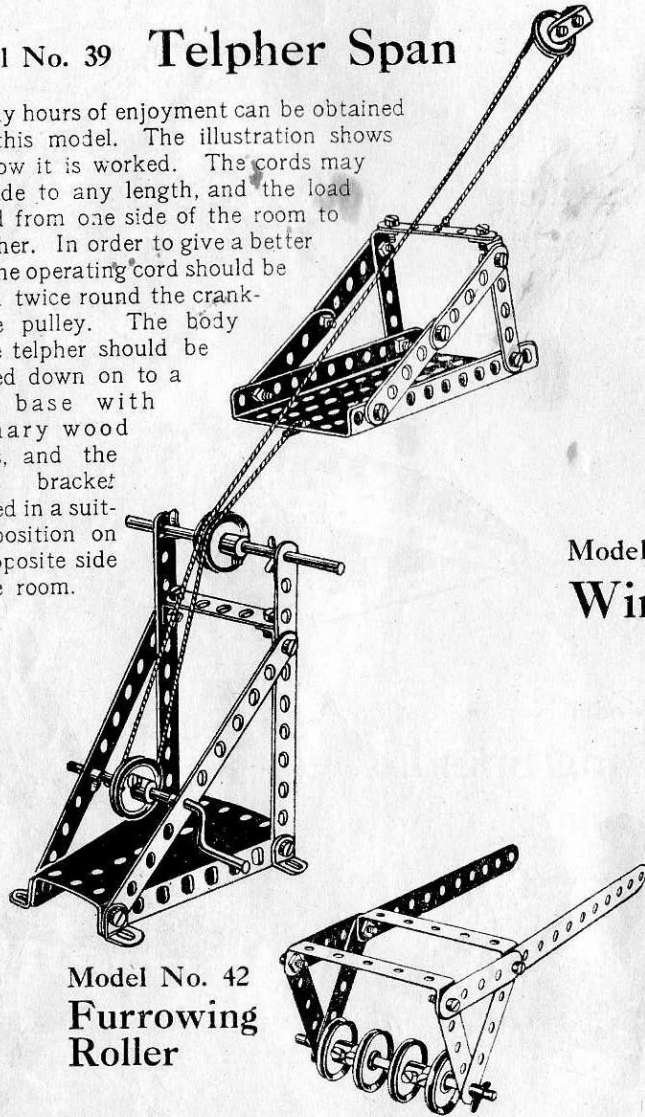 l No. 39 Telpher Span
y hours of enjoyment can be obtained
this model. The illustration shows
ow it is worked. The cords may
de to any length, and the load
d from one side of the room to
her. In order to give a better
he operating cord should be
twice round the crank-
e pulley. The body
e telpher should be
ed down on to a
base with
nary wood
s, and the
bracket
ed in a suit-
position on
pposite side
e room.
Model
Win
Model No. 42
Furrowing
Roller